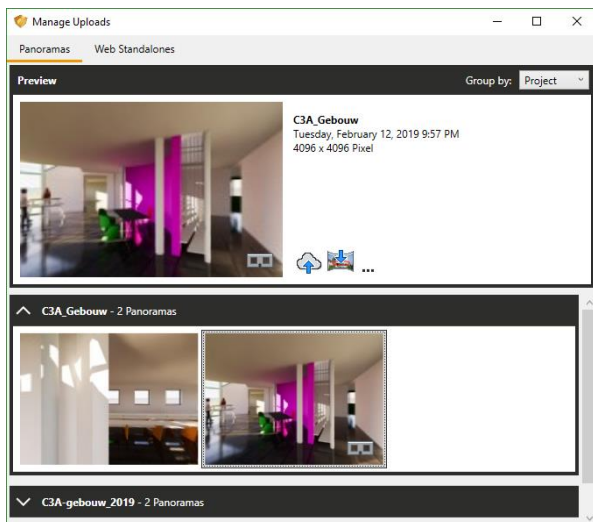 Manage Uploads
Panoramas Web Standalones
Preview Group by: Project
C3A_Gebouw
Tuesday, February 12, 2019 9:57 PM
4096 x 4096 Pixel
...
C3A_Gebouw - 2 Panoramas
C3A-gebouw_2019 - 2 Panoramas